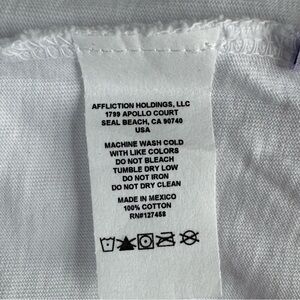 AFFLICTION HOLDINGS, LLC
1799 APOLLO COURT
SEAL BEACH, CA 90740
USA
MACHINE WASH COLD
WITH LIKE COLORS
DO NOT BLEACH
TUMBLE DRY LOW
DO NOT IRON
DO NOT DRY CLEAN
MADE IN MEXICO
100% COTTON
RN#127458